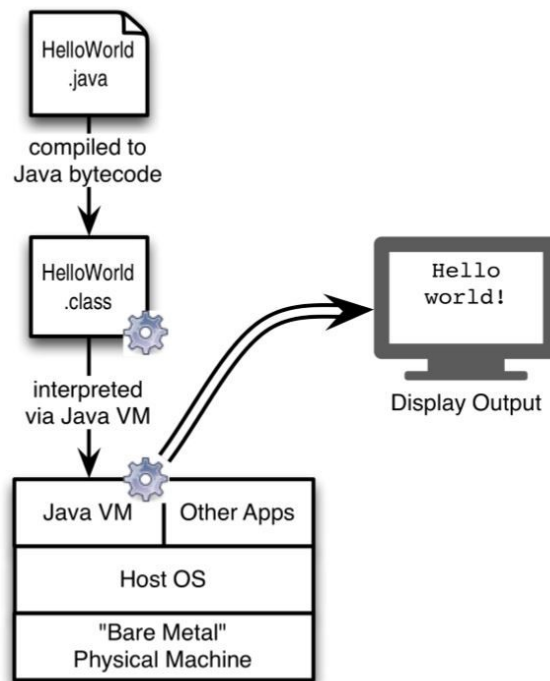 HelloWorld
.java
compiled to
Java bytecode
HelloWorld
.class
interpreted
via Java VM
Hello
world!
Display Output
Java VM
Other Apps
Host OS
"Bare Metal"
Physical Machine